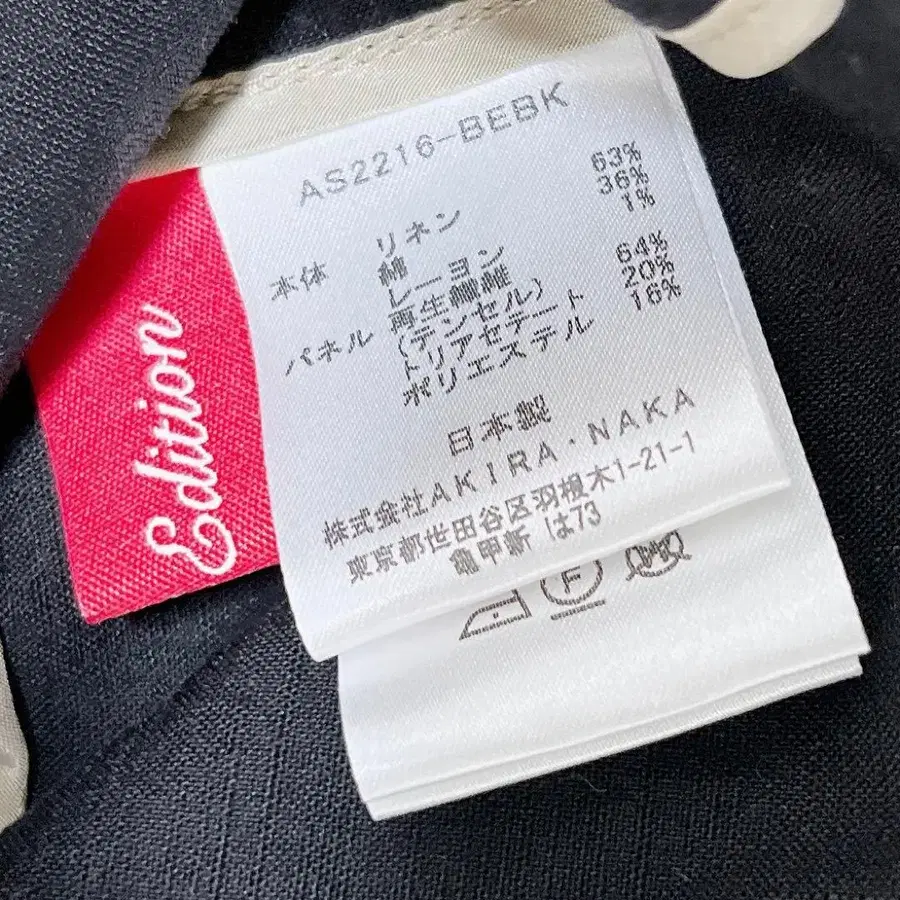 AS2216-BEBK
本体 リネン 63%
綿 36%
レーヨン 1%
パネル 再生繊維 64%
(テンセル)
トリアセテート 20%
ポリエステル 16%
日本製
株式会社AKIRA・NAKA
東京都世田谷区羽根木1-21-1
亀甲新 は73
F
Edition